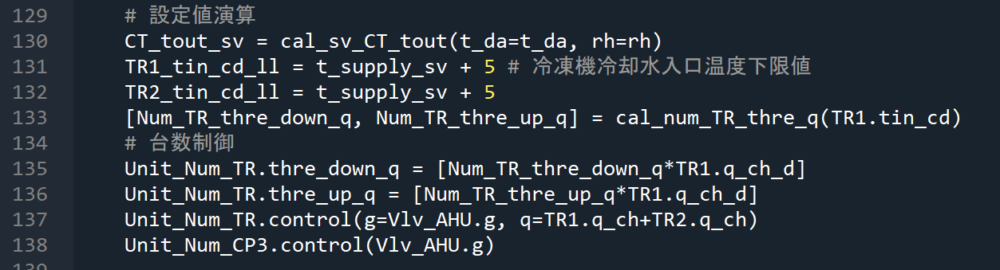 129 # 設定値演算
130 CT_tout_sv = cal_sv_CT_tout(t_da=t_da, rh=rh)
131 TR1_tin_cd_ll = t_supply_sv + 5 # 冷凍機冷却水入口温度下限値
132 TR2_tin_cd_ll = t_supply_sv + 5
133 [Num_TR_thre_down_q, Num_TR_thre_up_q] = cal_num_TR_thre_q(TR1.tin_cd)
134 # 台数制御
135 Unit_Num_TR.thre_down_q = [Num_TR_thre_down_q*TR1.q_ch_d]
136 Unit_Num_TR.thre_up_q = [Num_TR_thre_up_q*TR1.q_ch_d]
137 Unit_Num_TR.control(g=Vlv_AHU.g, q=TR1.q_ch+TR2.q_ch)
138 Unit_Num_CP3.control(Vlv_AHU.g)
139